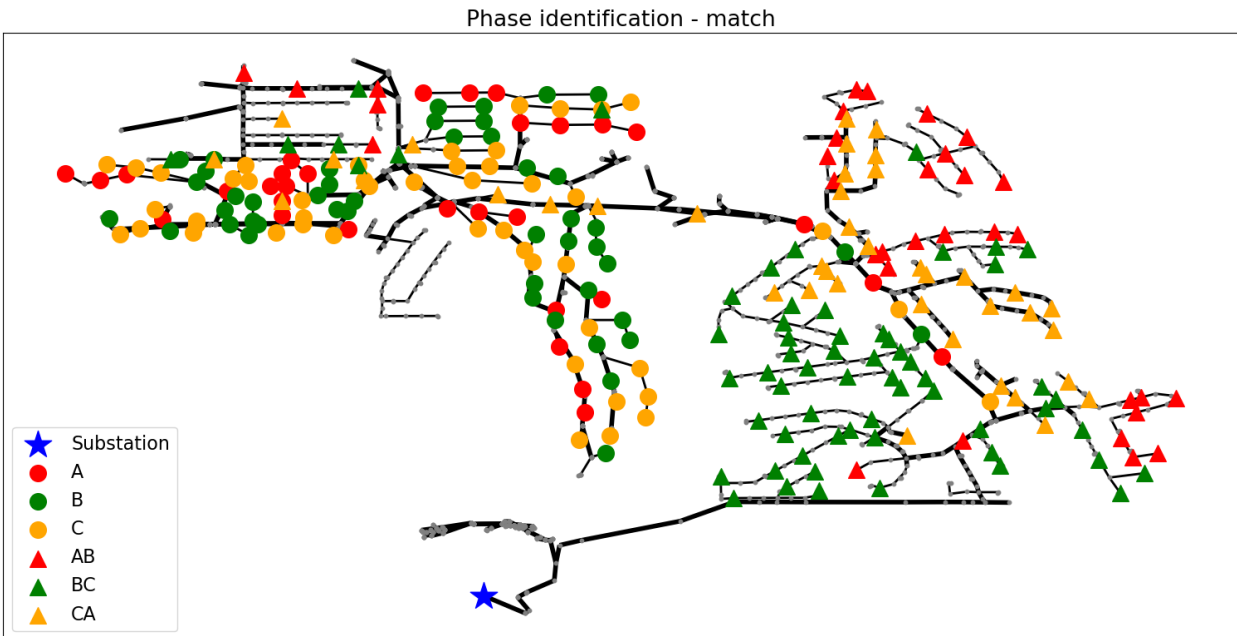 Phase identification - match
Substation
A
B
C
AB
BC
CA